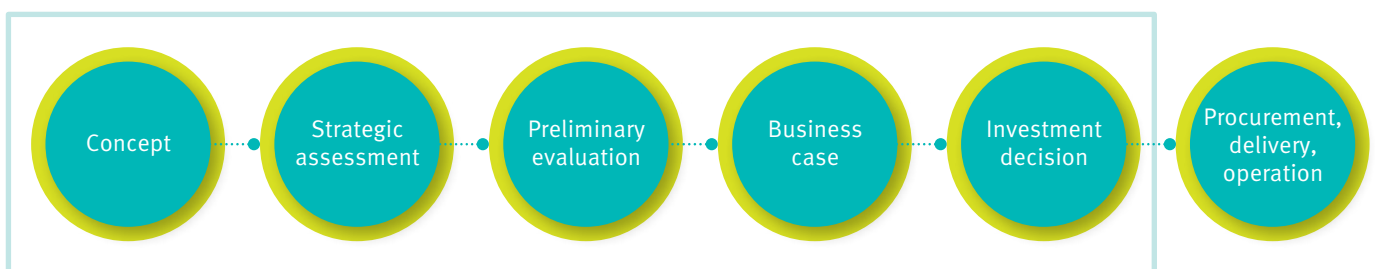 Concept
Strategic
assessment
Preliminary
evaluation
Business
case
Investment
decision
Procurement,
delivery,
operation